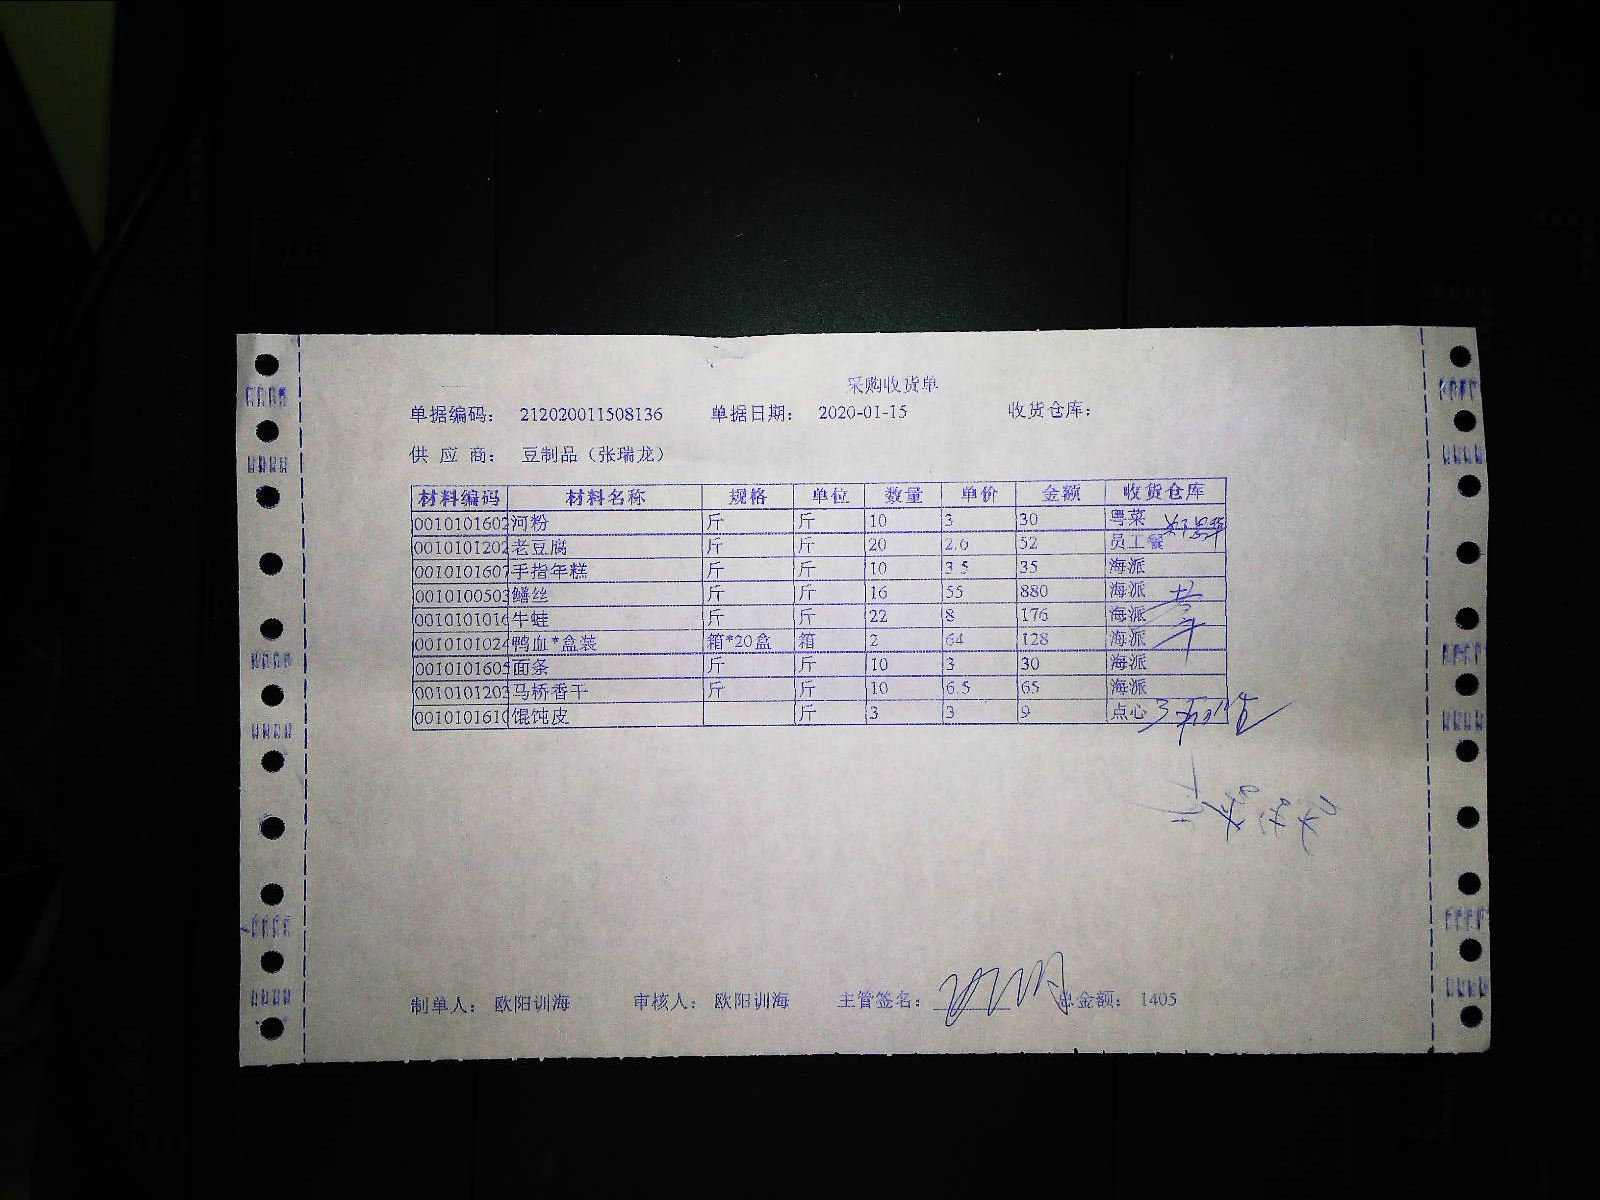 采购收货单
单据编码: 212020011508136 单据日期: 2020-01-15 收货仓库:
供 应 商: 豆制品（张瑞龙）
材料编码 材料名称 规格 单位 数量 单价 金额 收货仓库
0010101602 河粉 斤 斤 10 3 30 粤菜
0010101202 老豆腐 斤 斤 20 2.6 52 员工餐
0010101607 手指年糕 斤 斤 10 3.5 35 海派
0010100503 鳝丝 斤 斤 16 55 880 海派
001010101 牛蛙 斤 斤 22 8 176 海派
0010101024 鸭血*盒装 箱*20盒 箱 2 64 128 海派
0010101605 面条 斤 斤 10 3 30 海派
0010101203 马桥香干 斤 斤 10 6.5 65 海派
001010161 馄饨皮 斤 3 3 9 点心
制单人: 欧阳训海 审核人: 欧阳训海 主管签名: 总金额: 1405